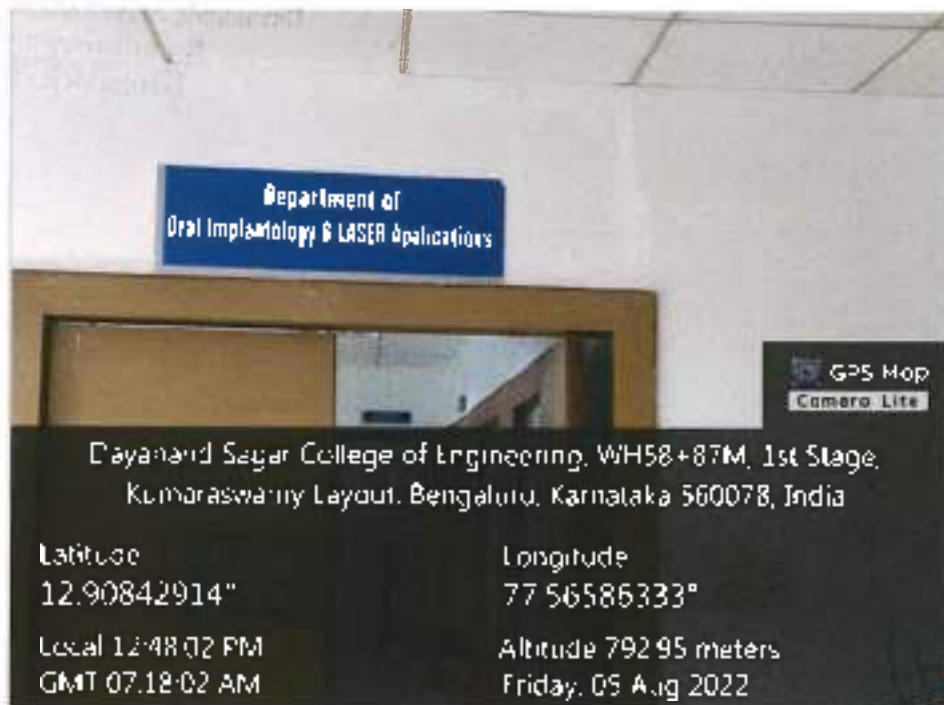 Department of
Oral Implantology & LASER Applications
GPS Map
Camera Lite
Dayanand Sagar College of Engineering, WH58+87M, 1st Stage,
Kumaraswamy Layout, Bengaluru, Karnataka 560078, India
Latitude
12.90842914°
Longitude
77.56586333°
Local 12:48:02 PM
GMT 07:18:02 AM
Altitude 792.95 meters
Friday, 05 Aug 2022